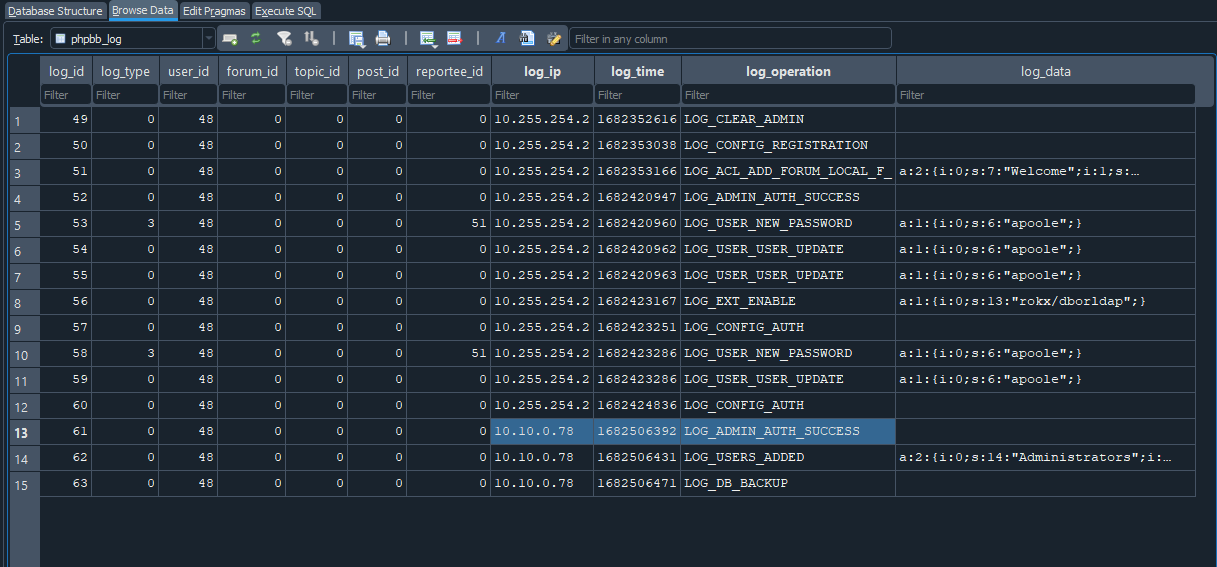 Database Structure Browse Data Edit Pragmas Execute SQL
Table: phpbb_log Filter in any column
log_id log_type user_id forum_id topic_id post_id reportee_id log_ip log_time log_operation log_data
Filter Filter Filter Filter Filter Filter Filter Filter Filter Filter Filter
1 49 0 48 0 0 0 0 10.255.254.2 1682352616 LOG_CLEAR_ADMIN
2 50 0 48 0 0 0 0 10.255.254.2 1682353038 LOG_CONFIG_REGISTRATION
3 51 0 48 0 0 0 0 10.255.254.2 1682353166 LOG_ACL_ADD_FORUM_LOCAL_F_ a:2:{i:0;s:7:"Welcome";i:1;s:…
4 52 0 48 0 0 0 0 10.255.254.2 1682420947 LOG_ADMIN_AUTH_SUCCESS
5 53 3 48 0 0 0 51 10.255.254.2 1682420960 LOG_USER_NEW_PASSWORD a:1:{i:0;s:6:"apoole";}
6 54 0 48 0 0 0 0 10.255.254.2 1682420962 LOG_USER_USER_UPDATE a:1:{i:0;s:6:"apoole";}
7 55 0 48 0 0 0 0 10.255.254.2 1682420963 LOG_USER_USER_UPDATE a:1:{i:0;s:6:"apoole";}
8 56 0 48 0 0 0 0 10.255.254.2 1682423167 LOG_EXT_ENABLE a:1:{i:0;s:13:"rokx/dborldap";}
9 57 0 48 0 0 0 0 10.255.254.2 1682423251 LOG_CONFIG_AUTH
10 58 3 48 0 0 0 51 10.255.254.2 1682423286 LOG_USER_NEW_PASSWORD a:1:{i:0;s:6:"apoole";}
11 59 0 48 0 0 0 0 10.255.254.2 1682423286 LOG_USER_USER_UPDATE a:1:{i:0;s:6:"apoole";}
12 60 0 48 0 0 0 0 10.255.254.2 1682424836 LOG_CONFIG_AUTH
13 61 0 48 0 0 0 0 10.10.0.78 1682506392 LOG_ADMIN_AUTH_SUCCESS
14 62 0 48 0 0 0 0 10.10.0.78 1682506431 LOG_USERS_ADDED a:2:{i:0;s:14:"Administrators";i:…
15 63 0 48 0 0 0 0 10.10.0.78 1682506471 LOG_DB_BACKUP